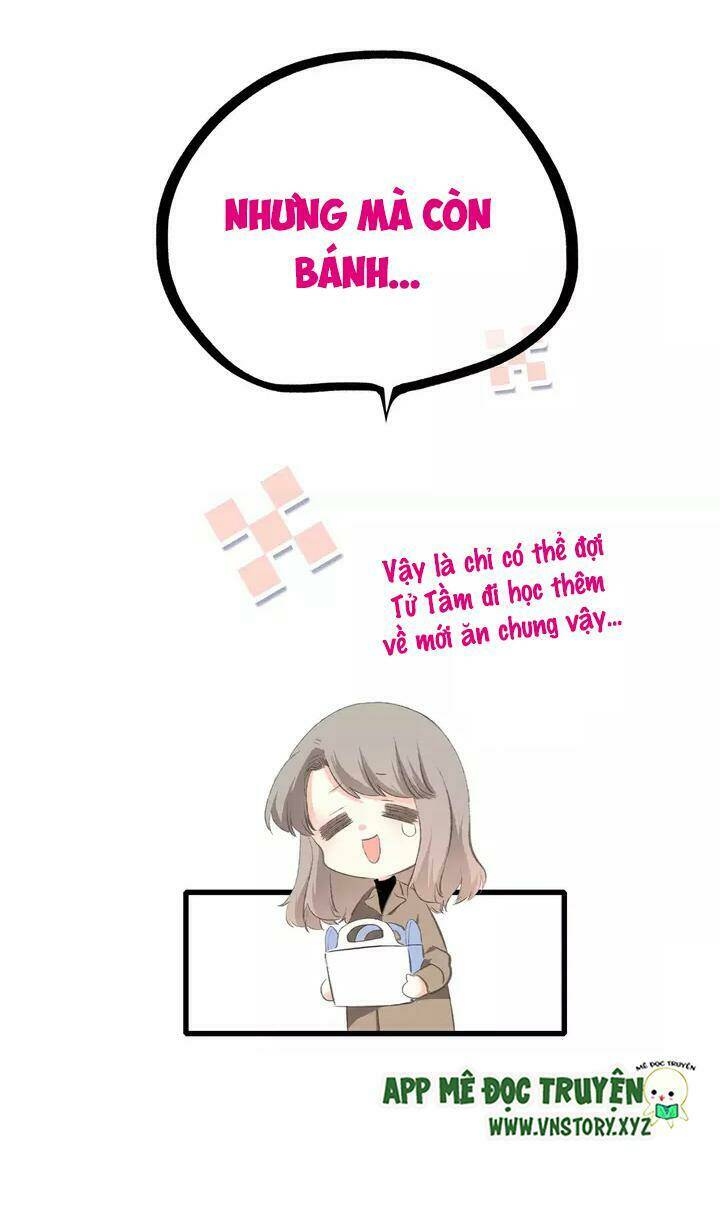 NHƯNG MÀ CÒN
BÁNH...
Vậy là chỉ có thể đợi
Tử Tầm đi học thêm
về mới ăn chung vậy...
MÊ ĐỌC TRUYỆN
APP MÊ ĐỌC TRUYỆN
WWW.VNSTORY.XYZ